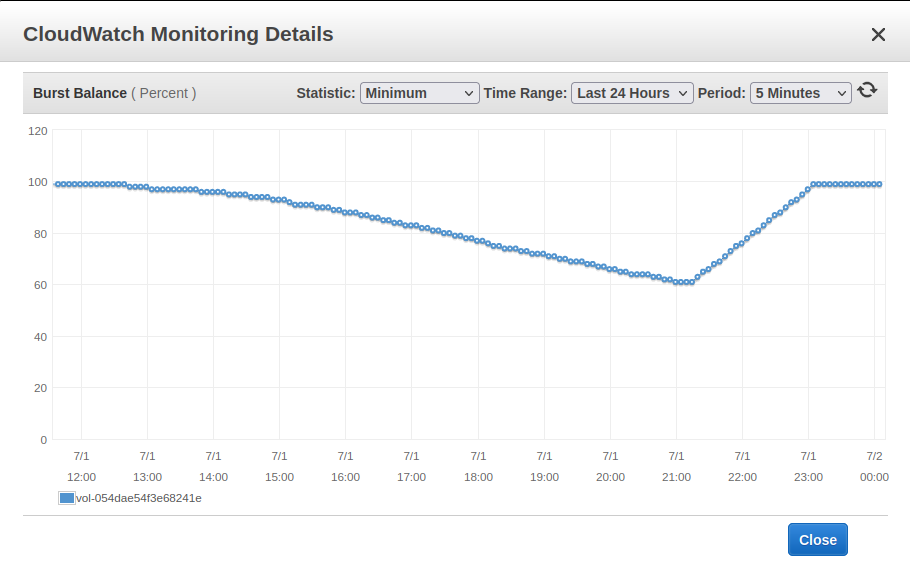 CloudWatch Monitoring Details
Burst Balance ( Percent ) Statistic: Minimum Time Range: Last 24 Hours Period: 5 Minutes
120
100
80
60
40
20
0
7/1 7/1 7/1 7/1 7/1 7/1 7/1 7/1 7/1 7/1 7/1 7/1 7/2
12:00 13:00 14:00 15:00 16:00 17:00 18:00 19:00 20:00 21:00 22:00 23:00 00:00
vol-054dae54f3e68241e
Close